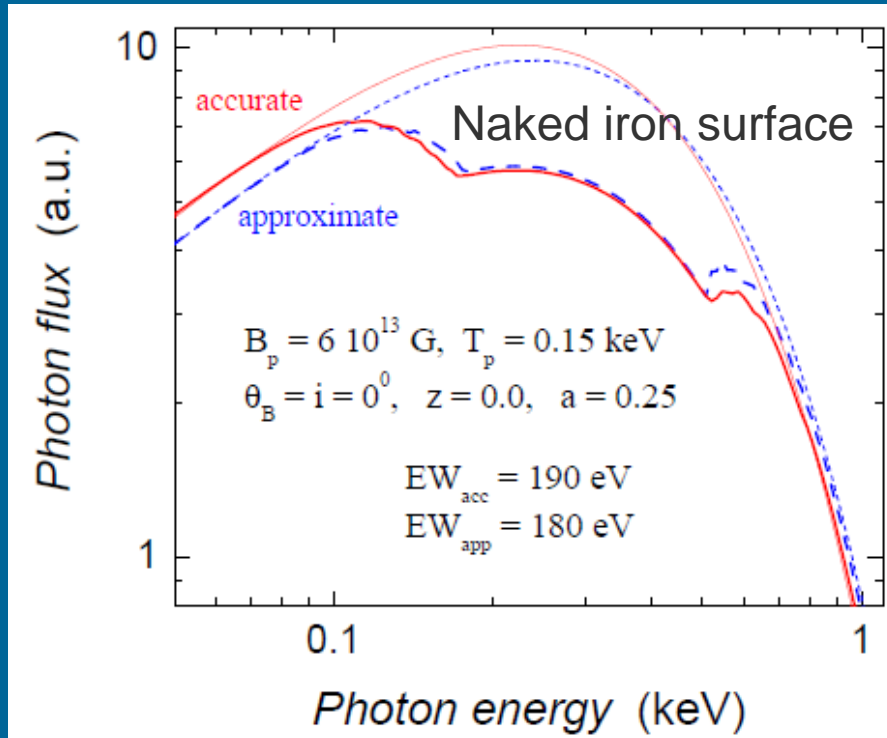 10
accurate
Naked iron surface
approximate
Photon flux (a.u.)
B_p = 6 10^13 G, T_p = 0.15 keV
θ_B = i = 0^0, z = 0.0, a = 0.25
EW_acc = 190 eV
EW_app = 180 eV
1
0.1 1
Photon energy (keV)